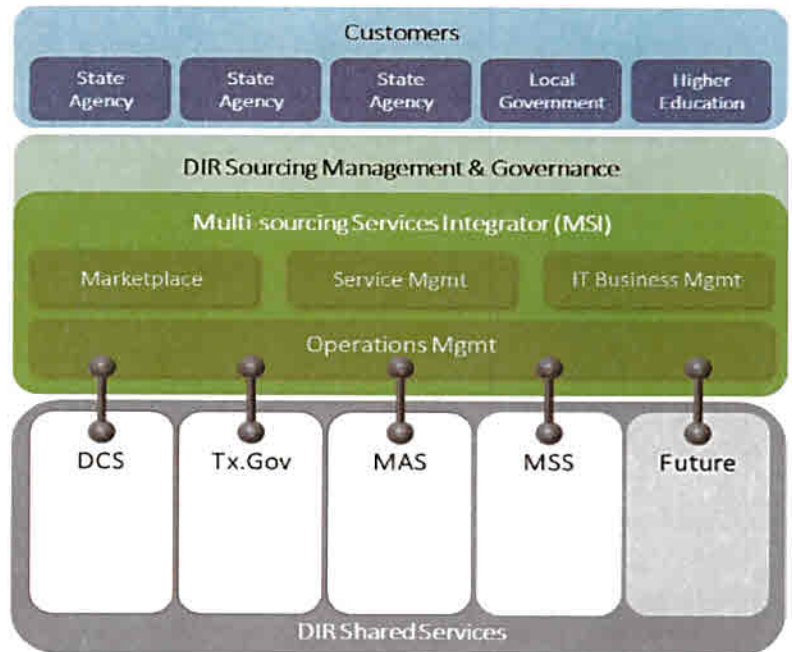 Customers
State
Agency
State
Agency
State
Agency
Local
Government
Higher
Education
DIR Sourcing Management & Governance
Multi-sourcing Services Integrator (MSI)
Marketplace
Service Mgmt
IT Business Mgmt
Operations Mgmt
DCS
Tx.Gov
MAS
MSS
Future
DIR Shared Services